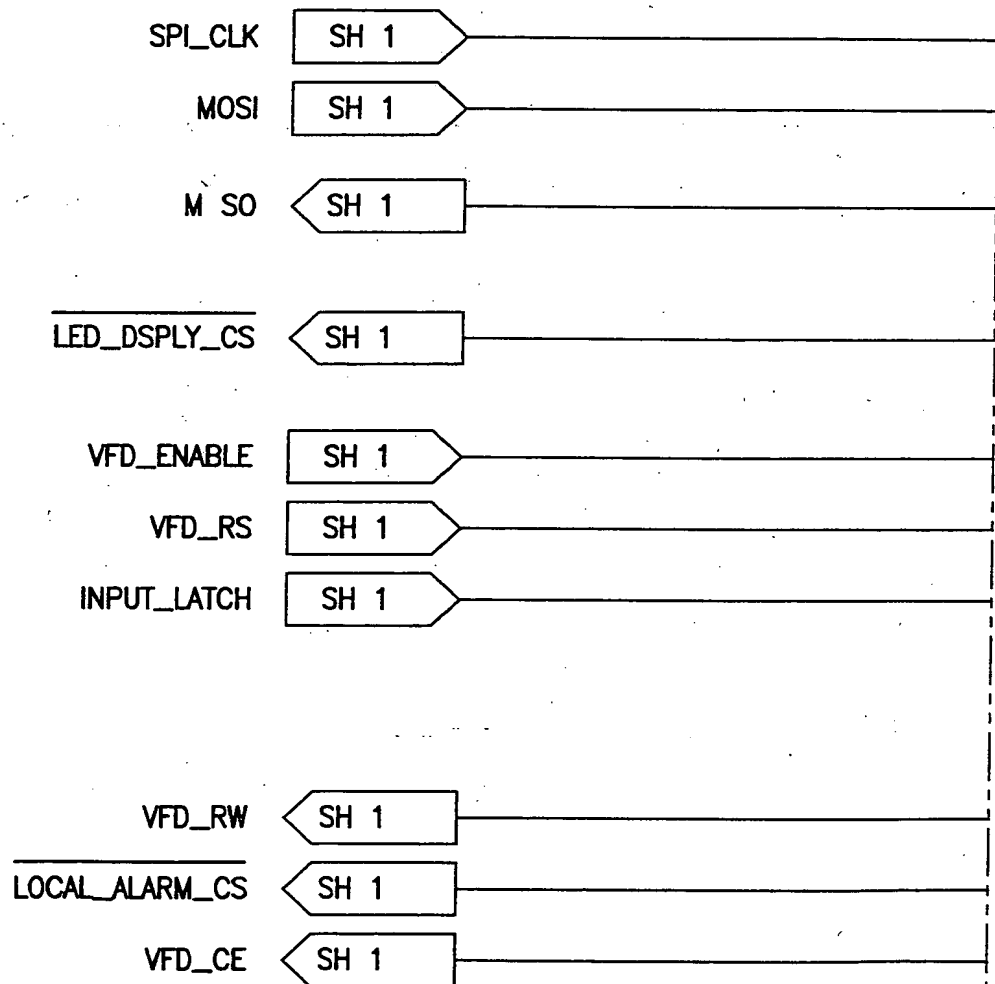 SPI_CLK SH 1
MOSI SH 1
M SO SH 1
LED_DSPLY_CS SH 1
VFD_ENABLE SH 1
VFD_RS SH 1
INPUT_LATCH SH 1
VFD_RW SH 1
LOCAL_ALARM_CS SH 1
VFD_CE SH 1